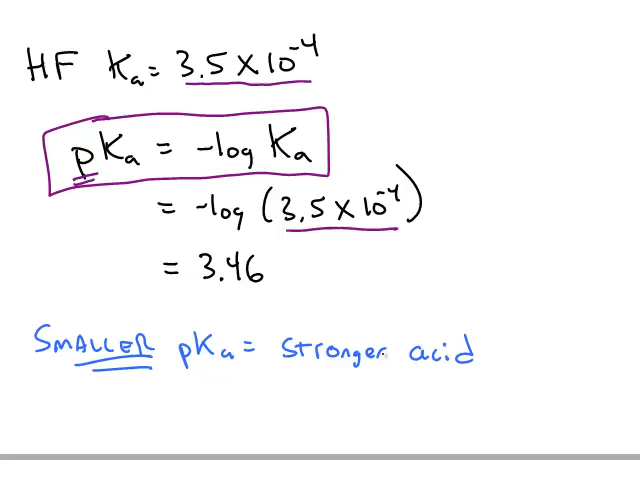 HF Ka = 3.5 × 10⁻⁴
pKa = -log Ka
= -log (3.5 × 10⁻⁴)
= 3.46
SMALLER pKa = stronger acid